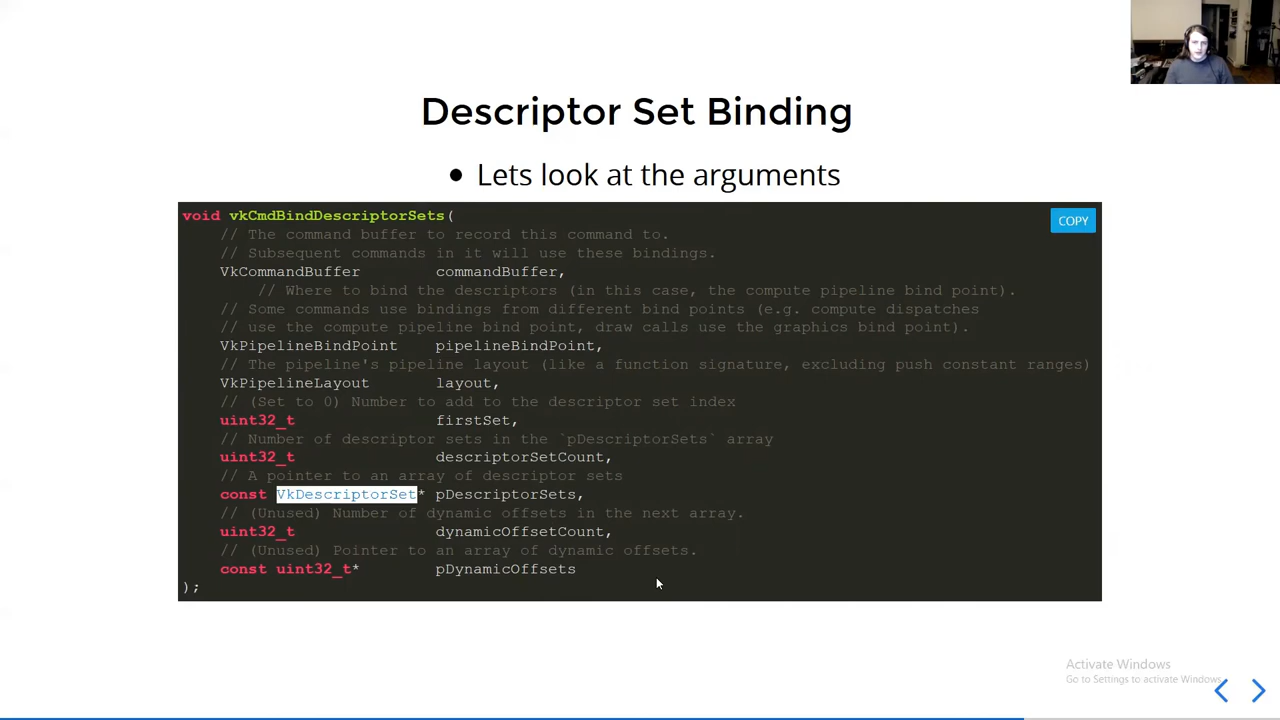 Descriptor Set Binding
• Lets look at the arguments
void vkCmdBindDescriptorSets(
COPY
// The command buffer to record this command to.
// Subsequent commands in it will use these bindings.
VkCommandBuffer commandBuffer,
// Where to bind the descriptors (in this case, the compute pipeline bind point).
// Some commands use bindings from different bind points (e.g. compute dispatches
// use the compute pipeline bind point, draw calls use the graphics bind point).
VkPipelineBindPoint pipelineBindPoint,
// The pipeline's pipeline layout (like a function signature, excluding push constant ranges)
VkPipelineLayout layout,
// (Set to 0) Number to add to the descriptor set index
uint32_t firstSet,
// Number of descriptor sets in the `pDescriptorSets` array
uint32_t descriptorSetCount,
// A pointer to an array of descriptor sets
const VkDescriptorSet* pDescriptorSets,
// (Unused) Number of dynamic offsets in the next array.
uint32_t dynamicOffsetCount,
// (Unused) Pointer to an array of dynamic offsets.
const uint32_t* pDynamicOffsets
);
Activate Windows
Go to Settings to activate Windows.